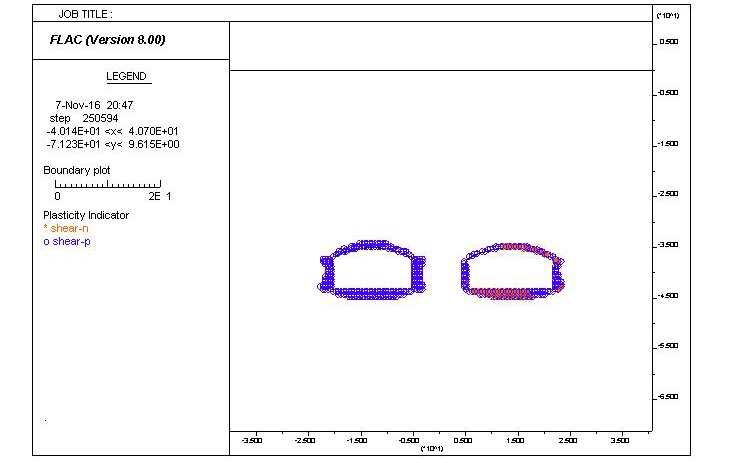 JOB TITLE :
FLAC (Version 8.00)
LEGEND
7-Nov-16 20:47
step 250594
-4.014E+01 <x< 4.070E+01
-7.123E+01 <y< 9.615E+00
Boundary plot
0 2E 1
Plasticity Indicator
* shear-n
o shear-p
(*10^1)
0.500
-0.500
-1.500
-2.500
-3.500
-4.500
-5.500
-6.500
-3.500 -2.500 -1.500 -0.500 0.500 1.500 2.500 3.500
(*10^1)